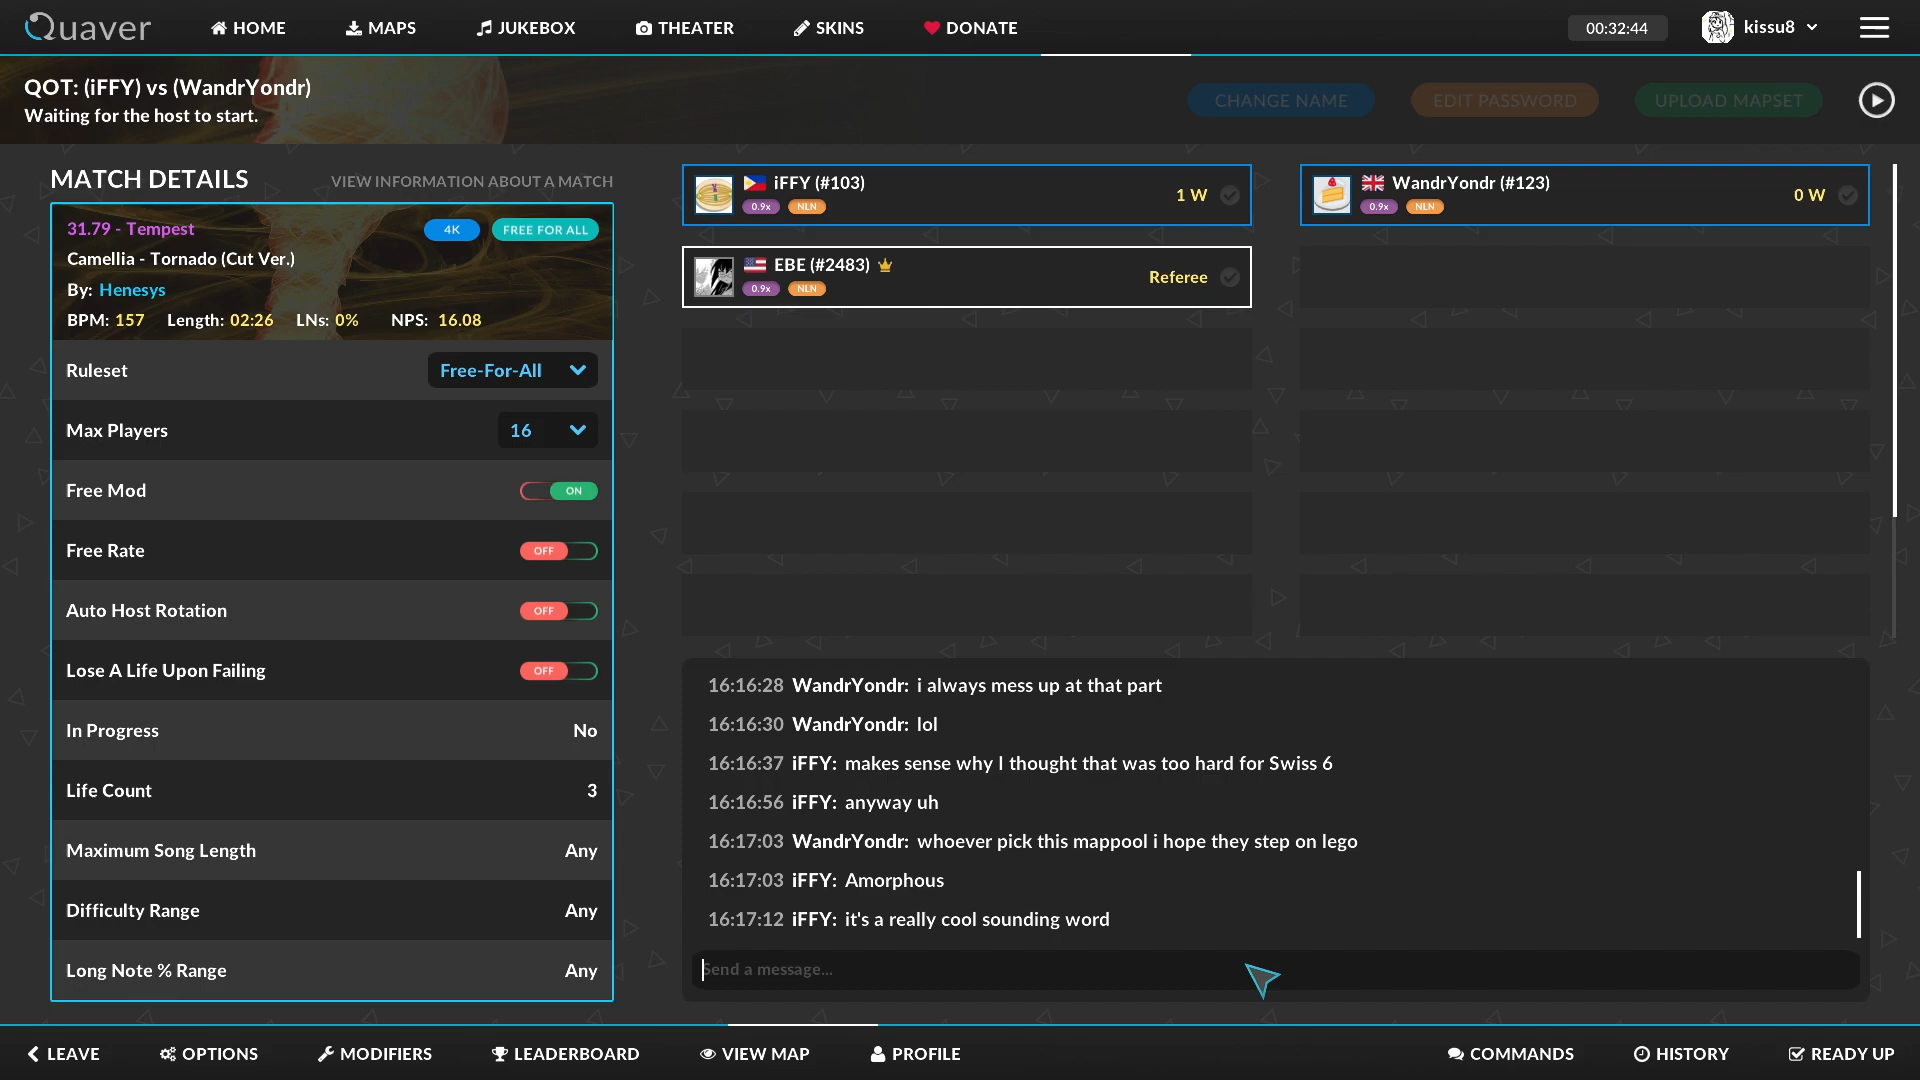 Quaver
HOME
MAPS
JUKEBOX
THEATER
SKINS
DONATE
00:32:44
kissu8
QOT: (iFFY) vs (WandrYondr)
Waiting for the host to start.
CHANGE NAME
EDIT PASSWORD
UPLOAD MAPSET
MATCH DETAILS
VIEW INFORMATION ABOUT A MATCH
31.79 - Tempest
4K
FREE FOR ALL
Camellia - Tornado (Cut Ver.)
By: Henesys
BPM: 157 Length: 02:26 LNs: 0% NPS: 16.08
Ruleset Free-For-All
Max Players 16
Free Mod ON
Free Rate OFF
Auto Host Rotation OFF
Lose A Life Upon Failing OFF
In Progress No
Life Count 3
Maximum Song Length Any
Difficulty Range Any
Long Note % Range Any
iFFY (#103)
0.9x NLN
1 W
WandrYondr (#123)
0.9x NLN
0 W
EBE (#2483)
0.9x NLN
Referee
16:16:28 WandrYondr: i always mess up at that part
16:16:30 WandrYondr: lol
16:16:37 iFFY: makes sense why I thought that was too hard for Swiss 6
16:16:56 iFFY: anyway uh
16:17:03 WandrYondr: whoever pick this mappool i hope they step on lego
16:17:03 iFFY: Amorphous
16:17:12 iFFY: it's a really cool sounding word
Send a message...
LEAVE
OPTIONS
MODIFIERS
LEADERBOARD
VIEW MAP
PROFILE
COMMANDS
HISTORY
READY UP